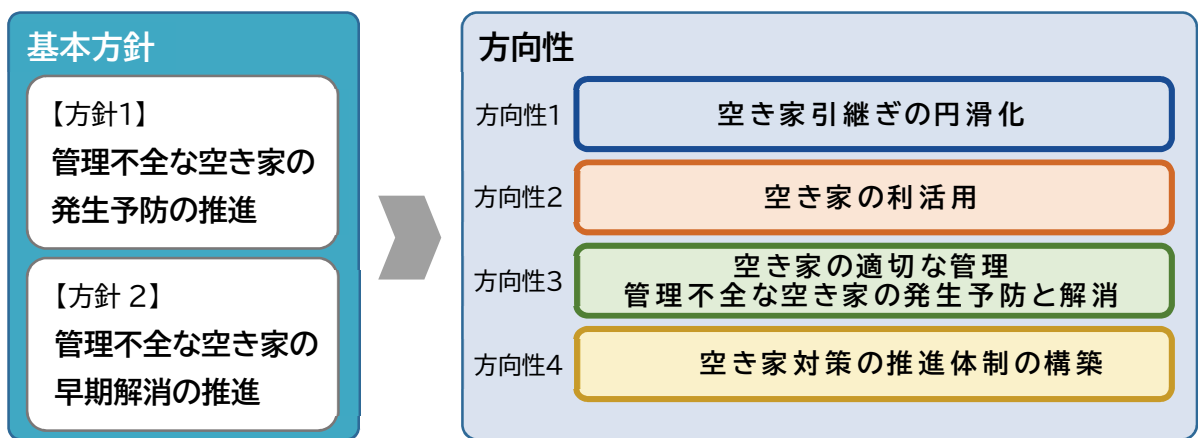 基本方針
【方針1】
管理不全な空き家の
発生予防の推進
【方針 2】
管理不全な空き家の
早期解消の推進
方向性
方向性1
空き家引継ぎの円滑化
方向性2
空き家の利活用
方向性3
空き家の適切な管理
管理不全な空き家の発生予防と解消
方向性4
空き家対策の推進体制の構築